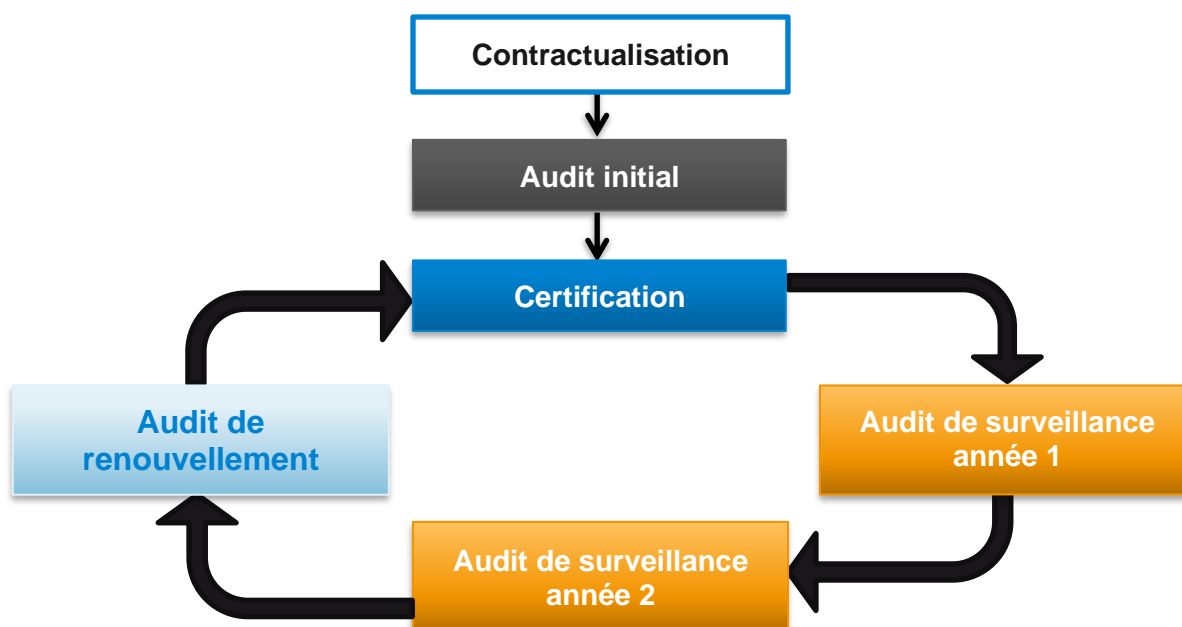 Contractualisation
Audit initial
Certification
Audit de surveillance
année 1
Audit de surveillance
année 2
Audit de
renouvellement